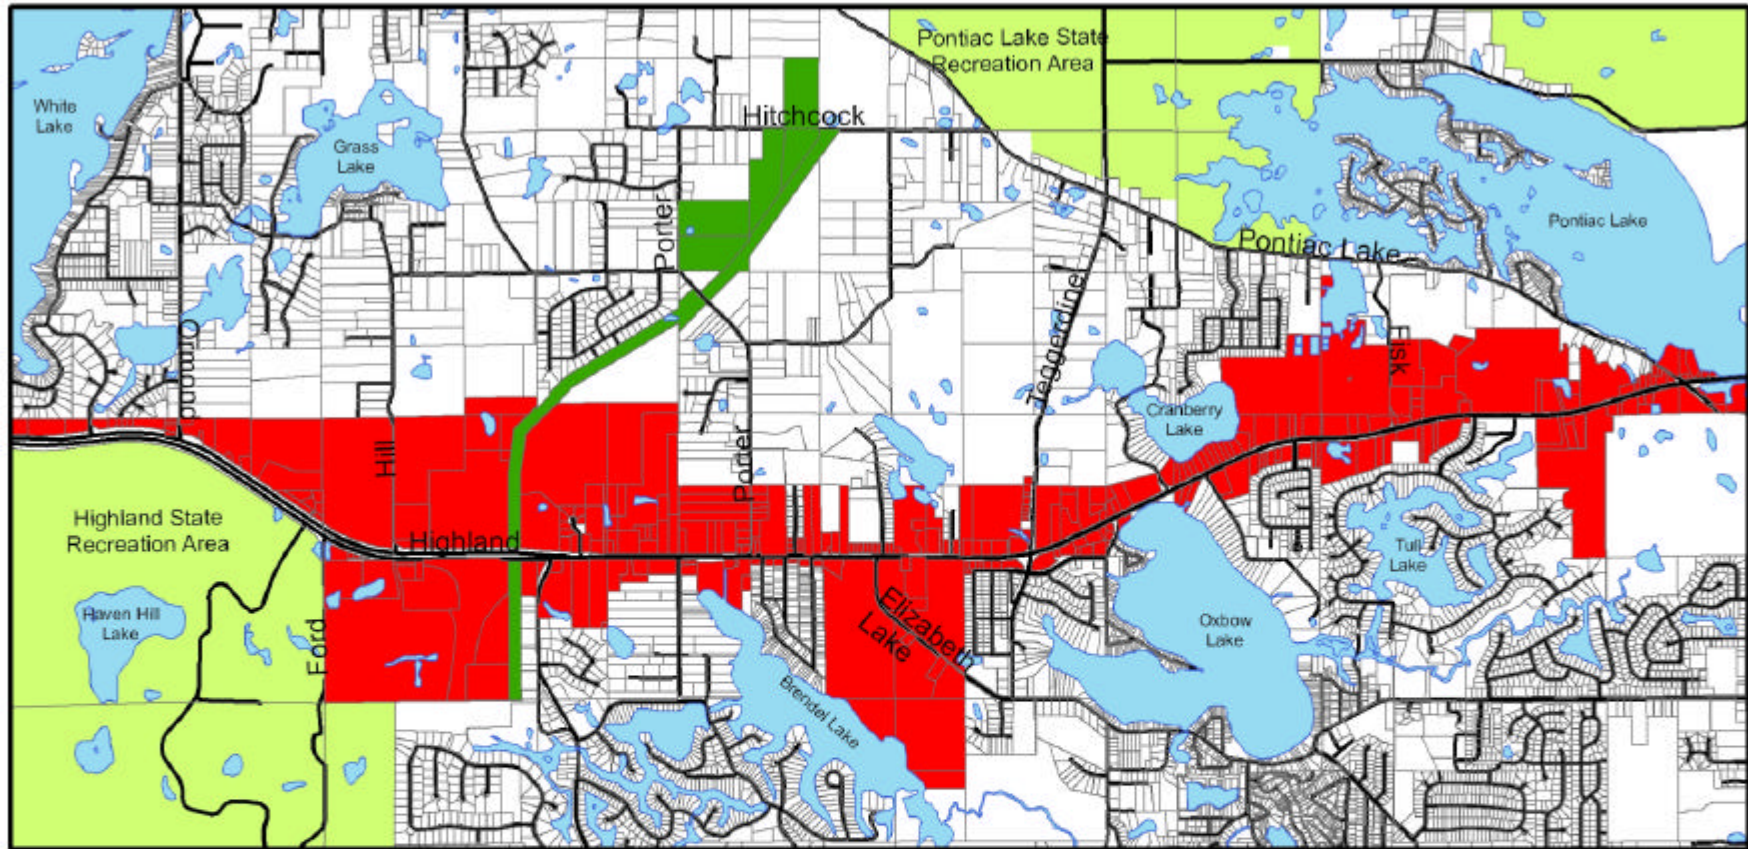 Pontiac Lake State
Recreation Area
White
Lake
Hitchcock
Grass
Lake
Porter
Pontiac Lake
Pontiac Lake
Teggerdine
Ormond
Fisk
Cranberry
Lake
Hill
Porter
Highland State
Recreation Area
Highland
Tull
Lake
Haven Hill
Lake
Ford
Elizabeth
Lake
Oxbow
Lake
Brendel Lake